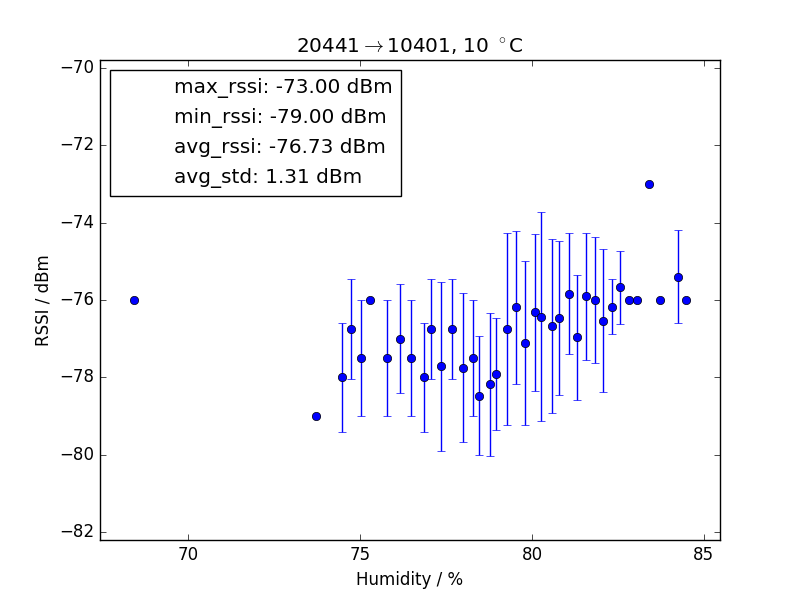 20441→10401, 10 °C
max_rssi: -73.00 dBm
min_rssi: -79.00 dBm
avg_rssi: -76.73 dBm
avg_std: 1.31 dBm
RSSI / dBm
−70
−72
−74
−76
−78
−80
−82
70 75 80 85
Humidity / %